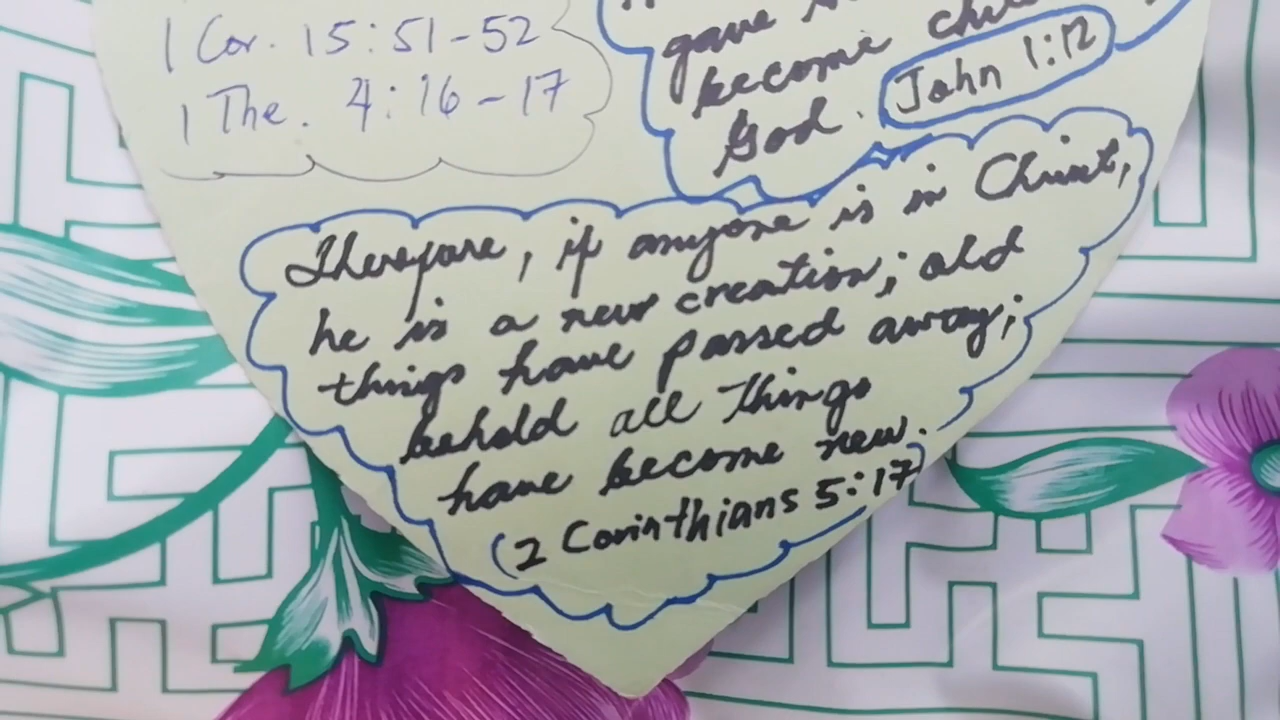 1 Cor. 15:51-52
1 The. 4:16-17
gave
become
God. John 1:12
Therefore, if anyone is in Christ,
he is a new creation; old
things have passed away;
behold all things
have become new.
(2 Corinthians 5:17)